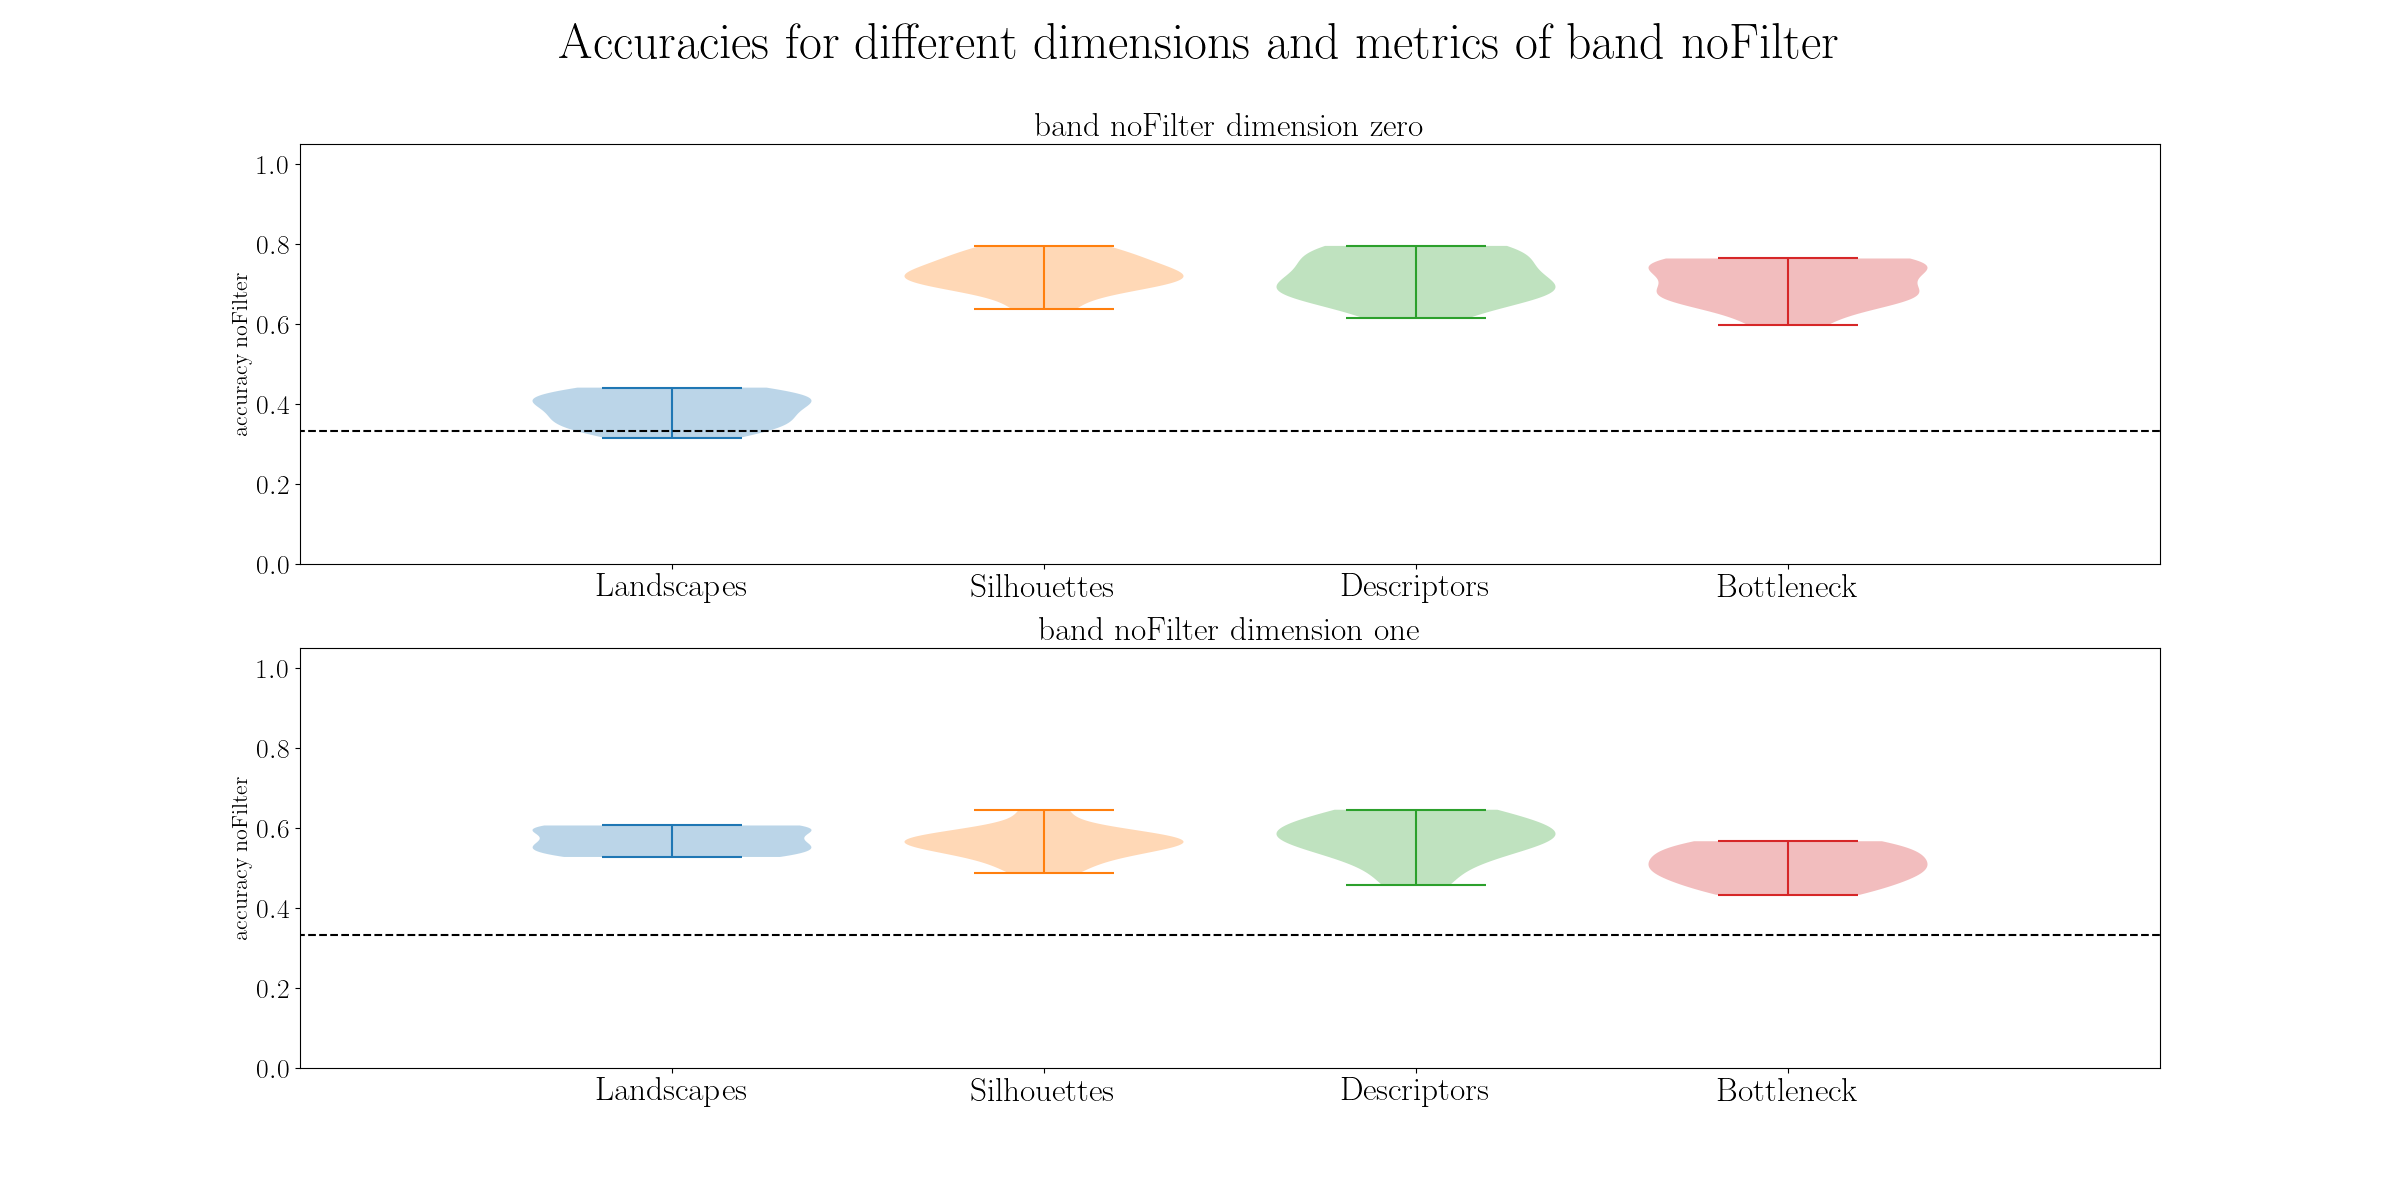 Accuracies for different dimensions and metrics of band noFilter
band noFilter dimension zero
accuracy noFilter
1.0
0.8
0.6
0.4
0.2
0.0
Landscapes Silhouettes Descriptors Bottleneck
band noFilter dimension one
accuracy noFilter
1.0
0.8
0.6
0.4
0.2
0.0
Landscapes Silhouettes Descriptors Bottleneck